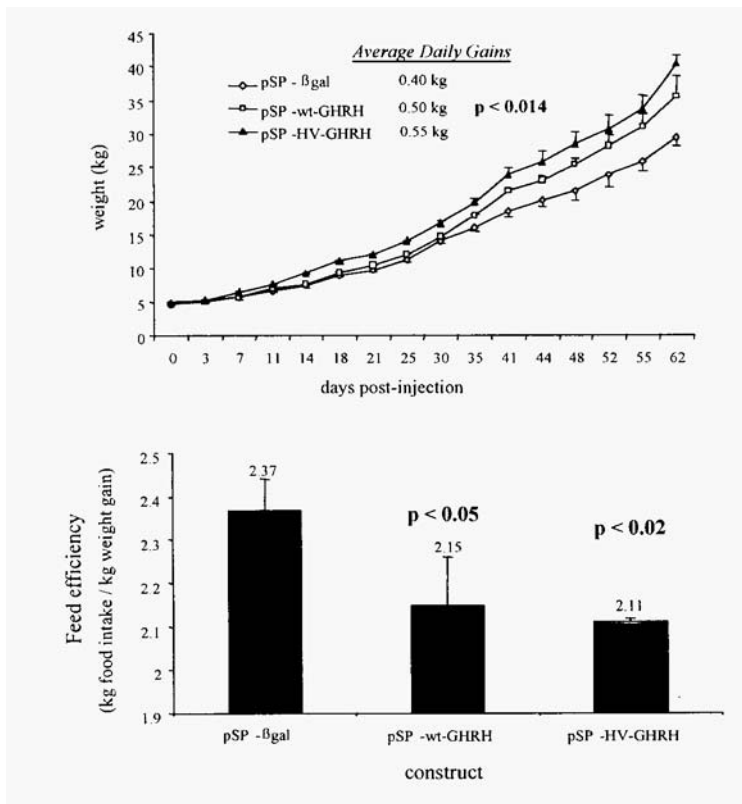 45
40
35
30
25
20
15
10
5
0
weight (kg)
Average Daily Gains
pSP - ßgal 0.40 kg
pSP -wt-GHRH 0.50 kg p < 0.014
pSP -HV-GHRH 0.55 kg
0 3 7 11 14 18 21 25 30 35 41 44 48 52 55 62
days post-injection
2.5
2.4
2.3
2.2
2.1
2
1.9
Feed efficiency
(kg food intake / kg weight gain)
2.37
p < 0.05
2.15
p < 0.02
2.11
pSP -ßgal pSP -wt-GHRH pSP -HV-GHRH
construct